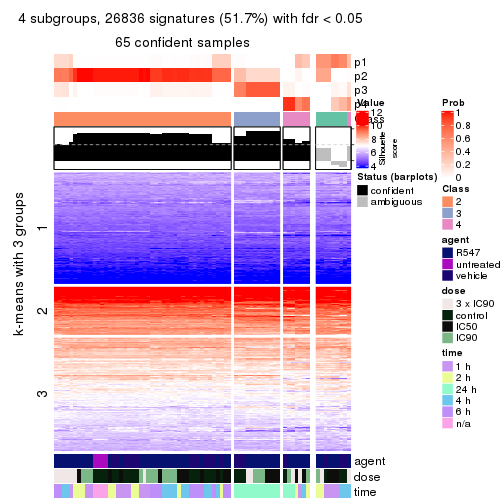 4 subgroups, 26836 signatures (51.7%) with fdr < 0.05
65 confident samples
p1
p2
p3
p4
Class
Silhouette
score
k-means with 3 groups
1
2
3
agent
dose
time
Value
12
10
8
6
4
Status (barplots)
confident
ambiguous
Prob
1
0.8
0.6
0.4
0.2
0
Class
2
3
4
agent
R547
untreated
vehicle
dose
3 x IC90
control
IC50
IC90
time
1 h
2 h
24 h
4 h
6 h
n/a